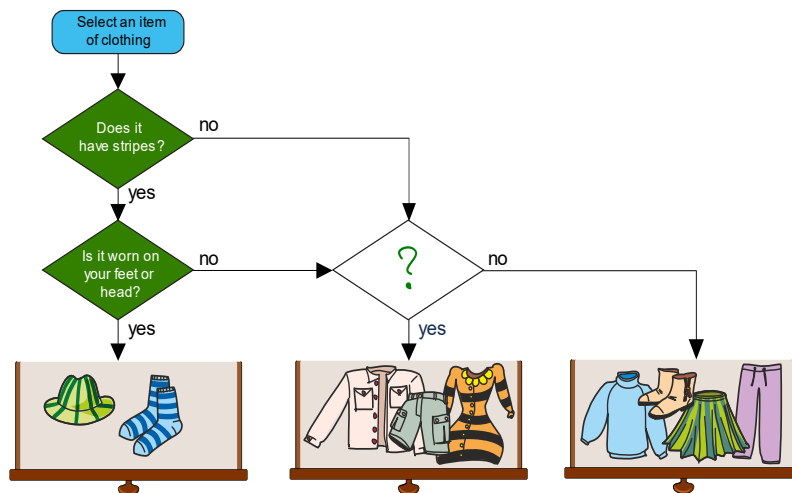 Select an item
of clothing
Does it
have stripes?
no
yes
Is it worn on
your feet or
head?
no
?
no
yes
yes